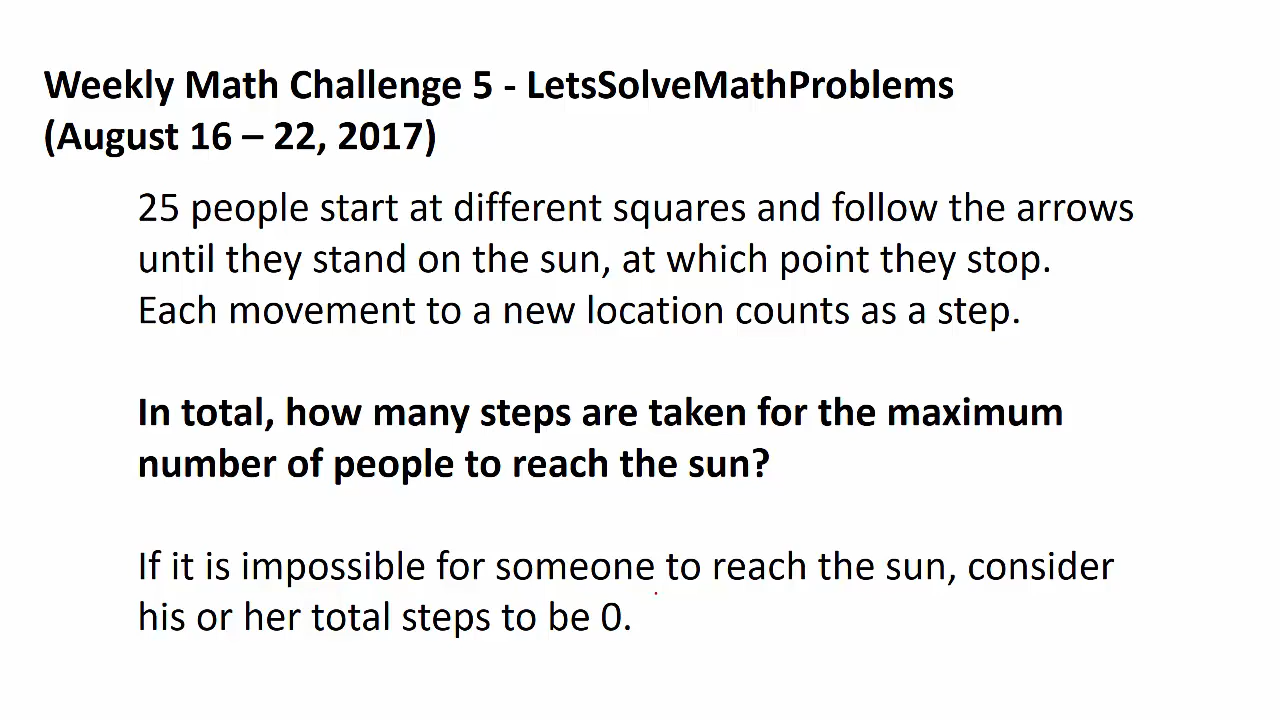 Weekly Math Challenge 5 - LetsSolveMathProblems
(August 16 – 22, 2017)
25 people start at different squares and follow the arrows
until they stand on the sun, at which point they stop.
Each movement to a new location counts as a step.
In total, how many steps are taken for the maximum
number of people to reach the sun?
If it is impossible for someone to reach the sun, consider
his or her total steps to be 0.